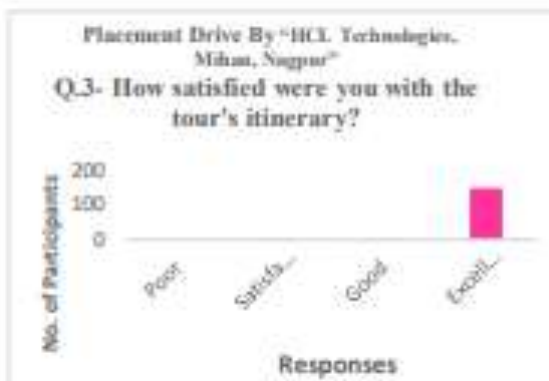 Placement Drive By "HCL Technologies,
Mihan, Nagpur"
Q.3- How satisfied were you with the
tour's itinerary?
No. of Participants
200
100
0
Poor
Satisfa...
Good
Excell...
Responses